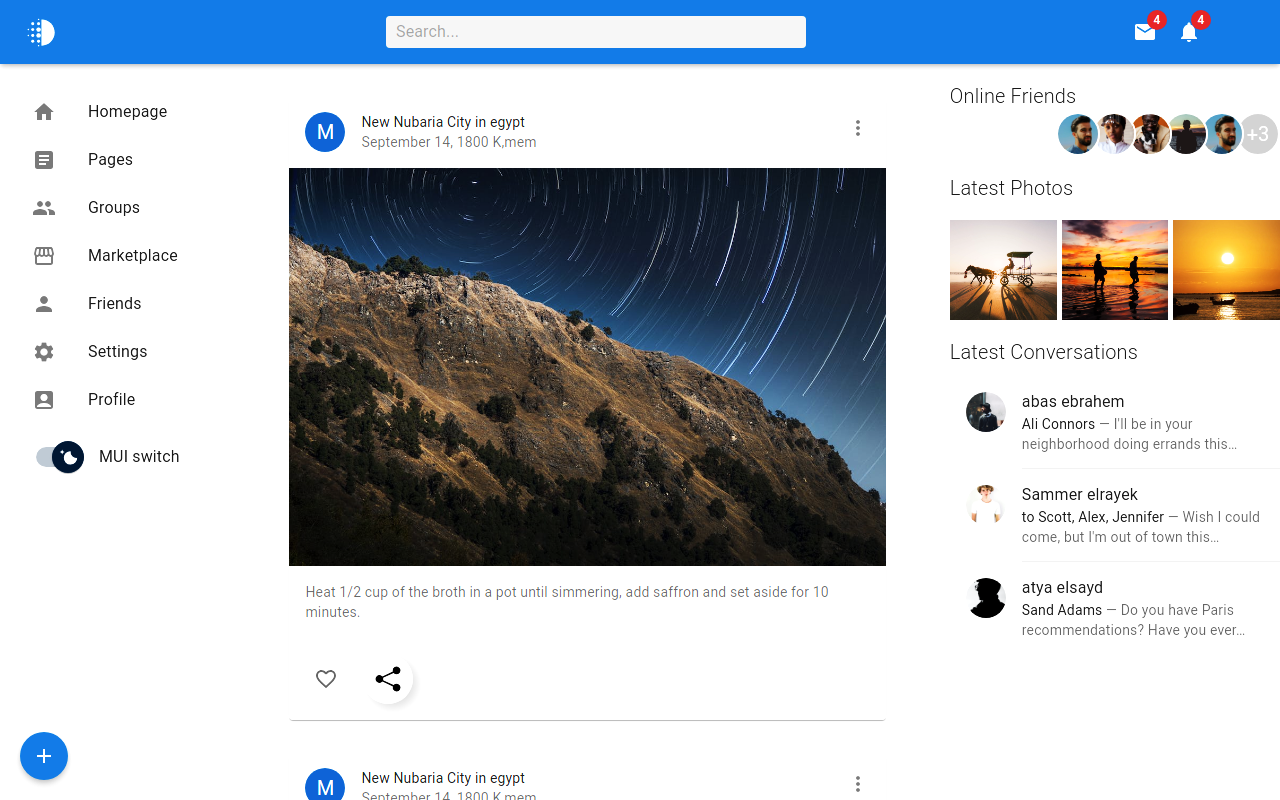 Search...
4
4
Homepage
Pages
Groups
Marketplace
Friends
Settings
Profile
MUI switch
M
New Nubaria City in egypt
September 14, 1800 K,mem
Heat 1/2 cup of the broth in a pot until simmering, add saffron and set aside for 10
minutes.
M
New Nubaria City in egypt
September 14, 1800 K,mem
Online Friends
+3
Latest Photos
Latest Conversations
abas ebrahem
Ali Connors — I'll be in your
neighborhood doing errands this…
Sammer elrayek
to Scott, Alex, Jennifer — Wish I could
come, but I'm out of town this…
atya elsayd
Sand Adams — Do you have Paris
recommendations? Have you ever…